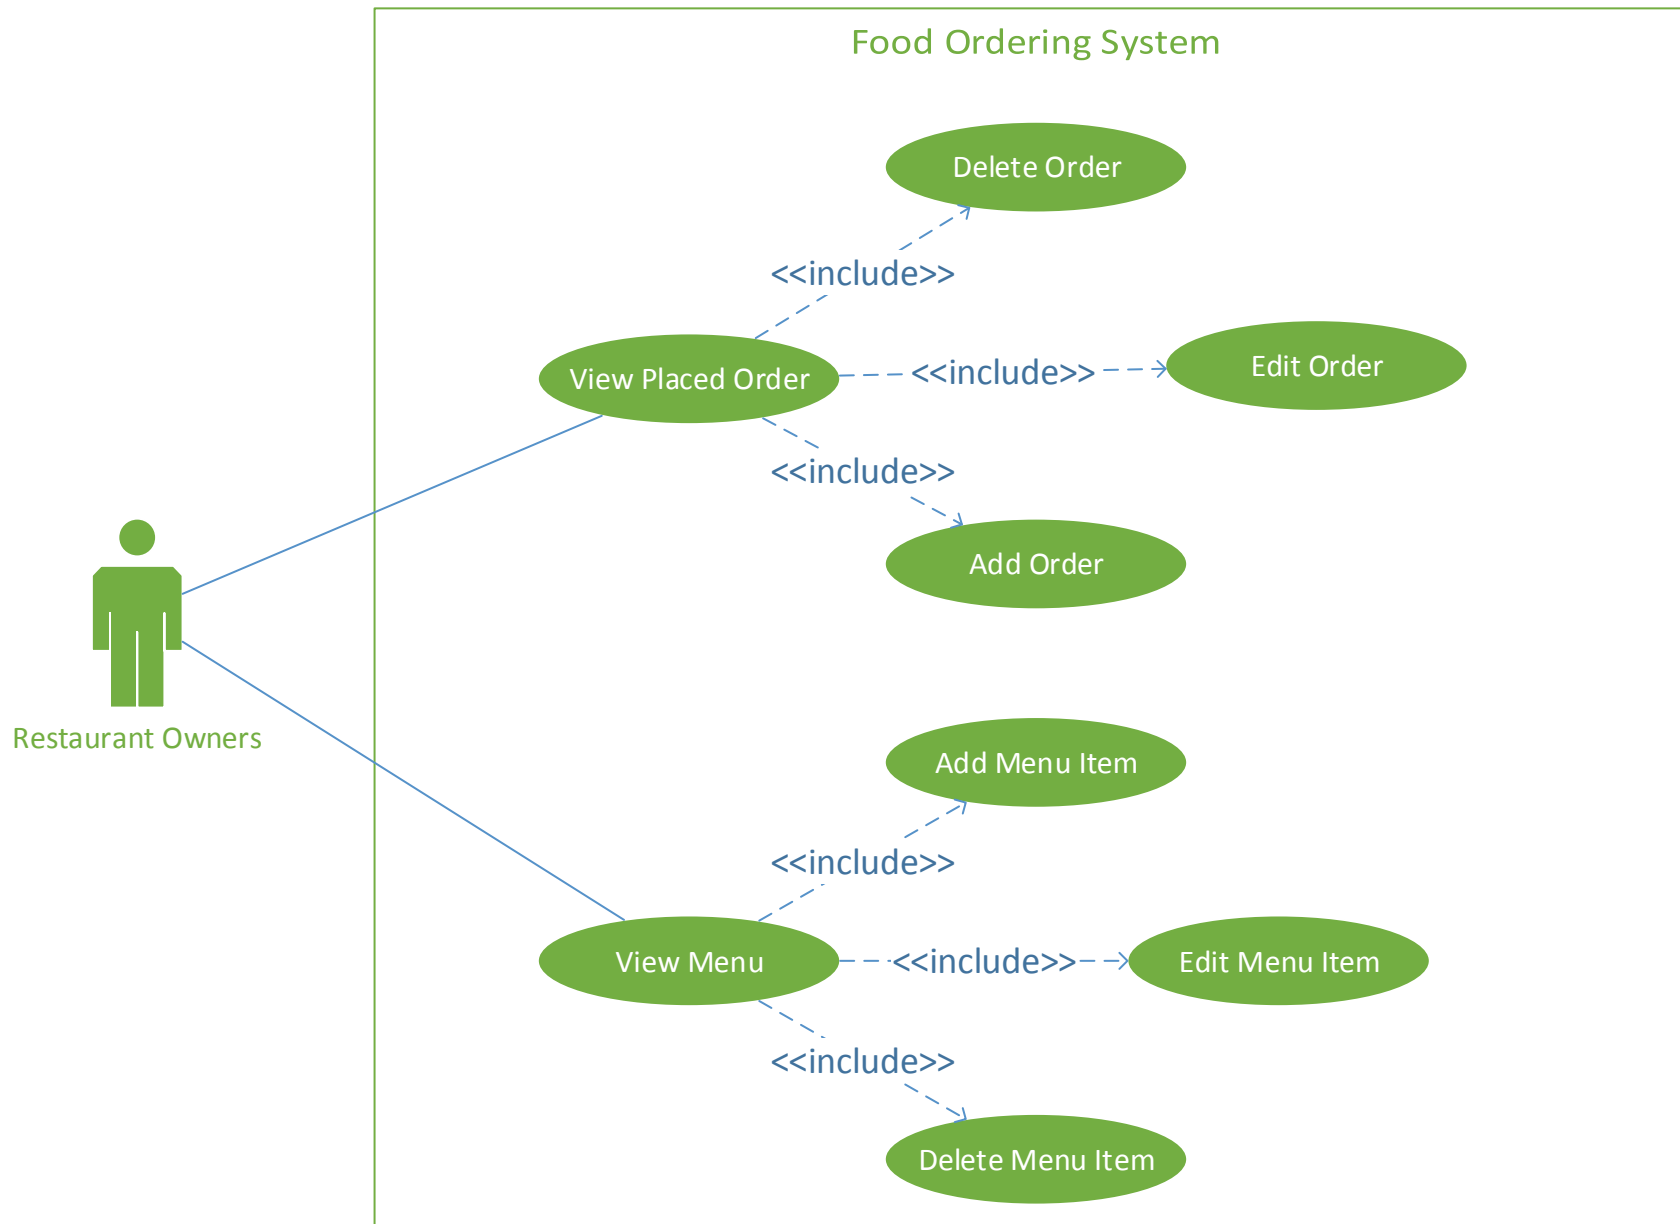 Food Ordering System
Delete Order
<<include>>
View Placed Order
<<include>>
Edit Order
<<include>>
Add Order
Restaurant Owners
Add Menu Item
<<include>>
View Menu
<<include>>
Edit Menu Item
<<include>>
Delete Menu Item